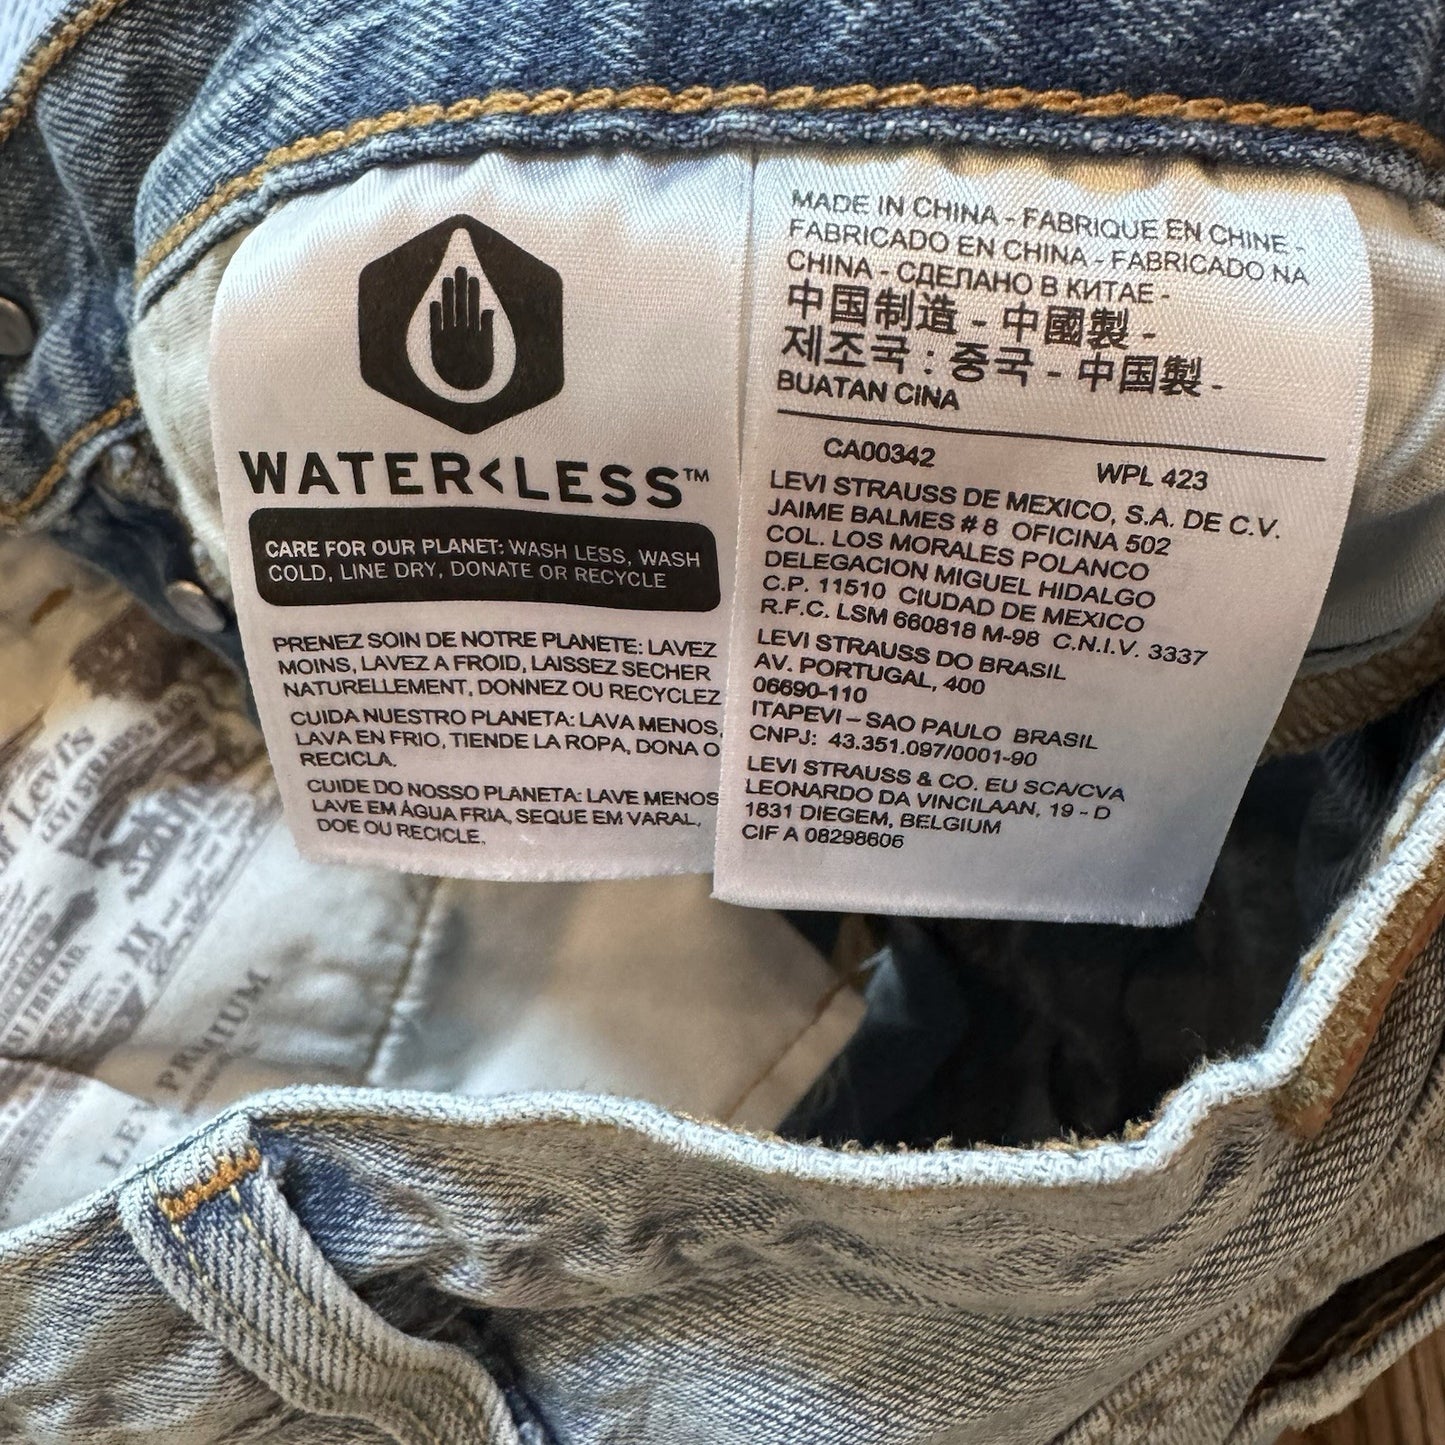 WATER<LESS™
CARE FOR OUR PLANET: WASH LESS, WASH
COLD, LINE DRY, DONATE OR RECYCLE
PRENEZ SOIN DE NOTRE PLANETE: LAVEZ
MOINS, LAVEZ A FROID, LAISSEZ SECHER
NATURELLEMENT, DONNEZ OU RECYCLEZ
CUIDA NUESTRO PLANETA: LAVA MENOS,
LAVA EN FRIO, TIENDE LA ROPA, DONA O
RECICLA.
CUIDE DO NOSSO PLANETA: LAVE MENOS
LAVE EM ÁGUA FRIA, SEQUE EM VARAL,
DOE OU RECICLE.
MADE IN CHINA - FABRIQUE EN CHINE -
FABRICADO EN CHINA - FABRICADO NA
CHINA - СДЕЛАНО В КИТАЕ -
中国制造 - 中國製 -
제조국 : 중국 - 中国製 -
BUATAN CINA
CA00342 WPL 423
LEVI STRAUSS DE MEXICO, S.A. DE C.V.
JAIME BALMES # 8 OFICINA 502
COL. LOS MORALES POLANCO
DELEGACION MIGUEL HIDALGO
C.P. 11510 CIUDAD DE MEXICO
R.F.C. LSM 660818 M-98 C.N.I.V. 3337
LEVI STRAUSS DO BRASIL
AV. PORTUGAL, 400
06690-110
ITAPEVI – SAO PAULO BRASIL
CNPJ: 43.351.097/0001-90
LEVI STRAUSS & CO. EU SCA/CVA
LEONARDO DA VINCILAAN, 19 - D
1831 DIEGEM, BELGIUM
CIF A 08298606
Levi's
LEVI STRAUSS &
XX
PREMIUM
LEV